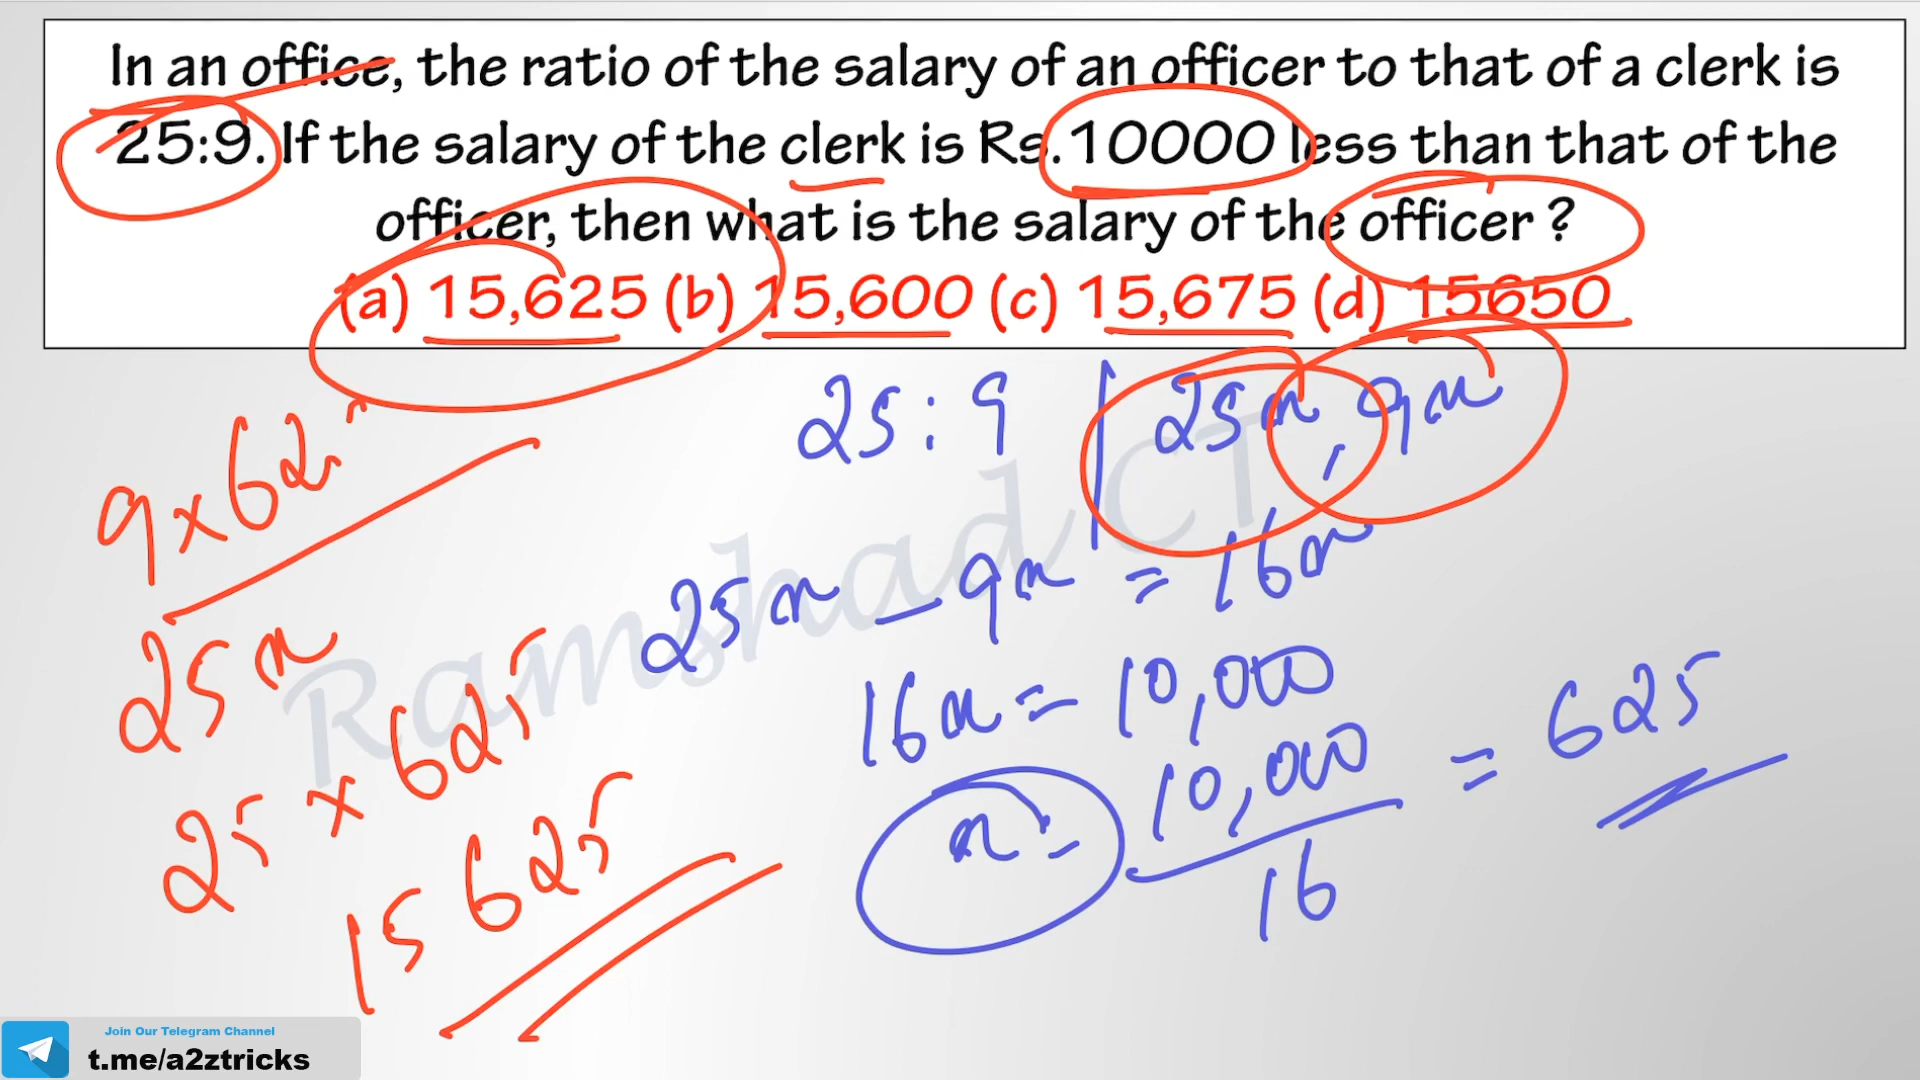 In an office, the ratio of the salary of an officer to that of a clerk is
25:9. If the salary of the clerk is Rs.10000 less than that of the
officer, then what is the salary of the officer ?
(a) 15,625 (b) 15,600 (c) 15,675 (d) 15650
25:9 | 25x, 9x
9x62
25x - 9x = 16x
25x
16x = 10,000
25 x 625
x = 10,000 / 16 = 625
15625
Ramshad CT
Join Our Telegram Channel
t.me/a2ztricks